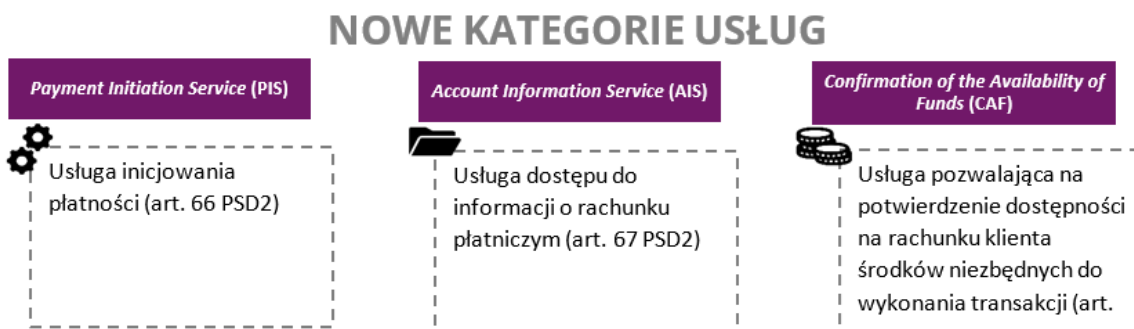 NOWE KATEGORIE USŁUG
Payment Initiation Service (PIS)
Usługa inicjowania
płatności (art. 66 PSD2)
Account Information Service (AIS)
Usługa dostępu do
informacji o rachunku
płatniczym (art. 67 PSD2)
Confirmation of the Availability of
Funds (CAF)
Usługa pozwalająca na
potwierdzenie dostępności
na rachunku klienta
środków niezbędnych do
wykonania transakcji (art.